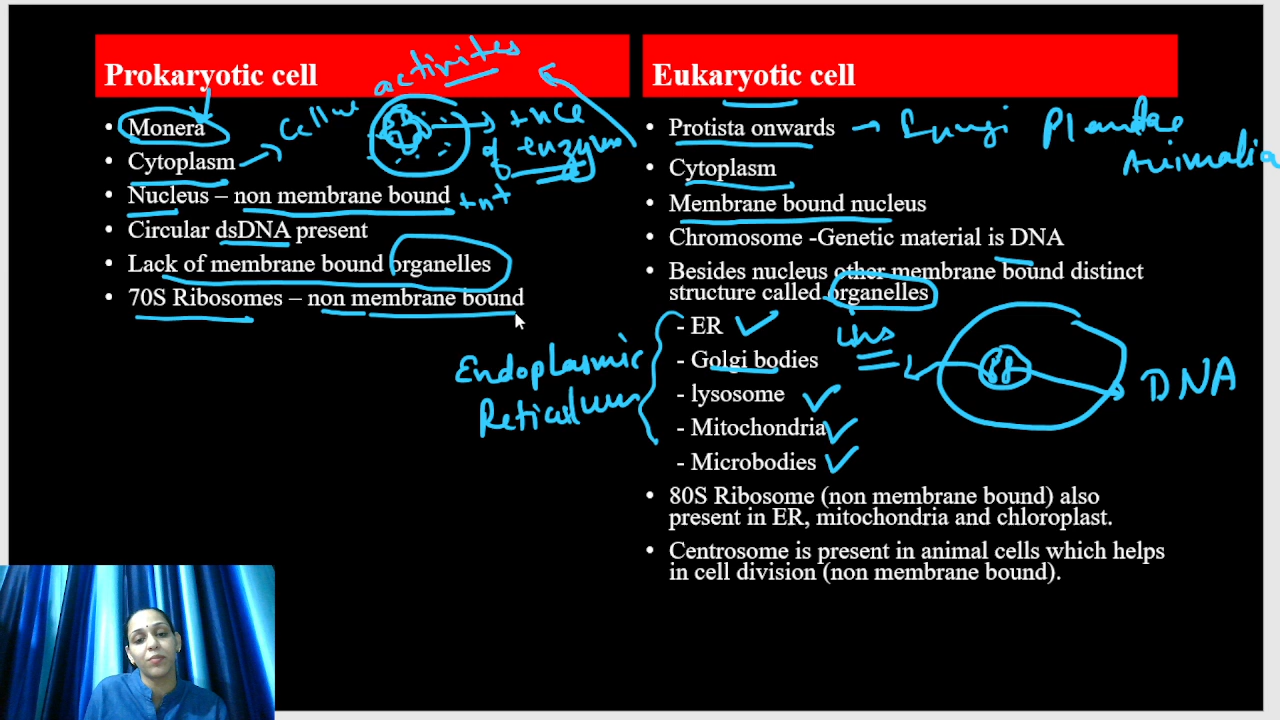 Prokaryotic cell
• Monera
• Cytoplasm
• Nucleus – non membrane bound
• Circular dsDNA present
• Lack of membrane bound organelles
• 70S Ribosomes – non membrane bound
activites
Cellular
of enzymes
Endoplasmic
Reticulum
Eukaryotic cell
• Protista onwards
Fungi Plantae
Animalia
• Cytoplasm
• Membrane bound nucleus
• Chromosome -Genetic material is DNA
• Besides nucleus other membrane bound distinct
structure called organelles
- ER
- Golgi bodies
- lysosome
- Mitochondria
- Microbodies
DNA
• 80S Ribosome (non membrane bound) also
present in ER, mitochondria and chloroplast.
• Centrosome is present in animal cells which helps
in cell division (non membrane bound).